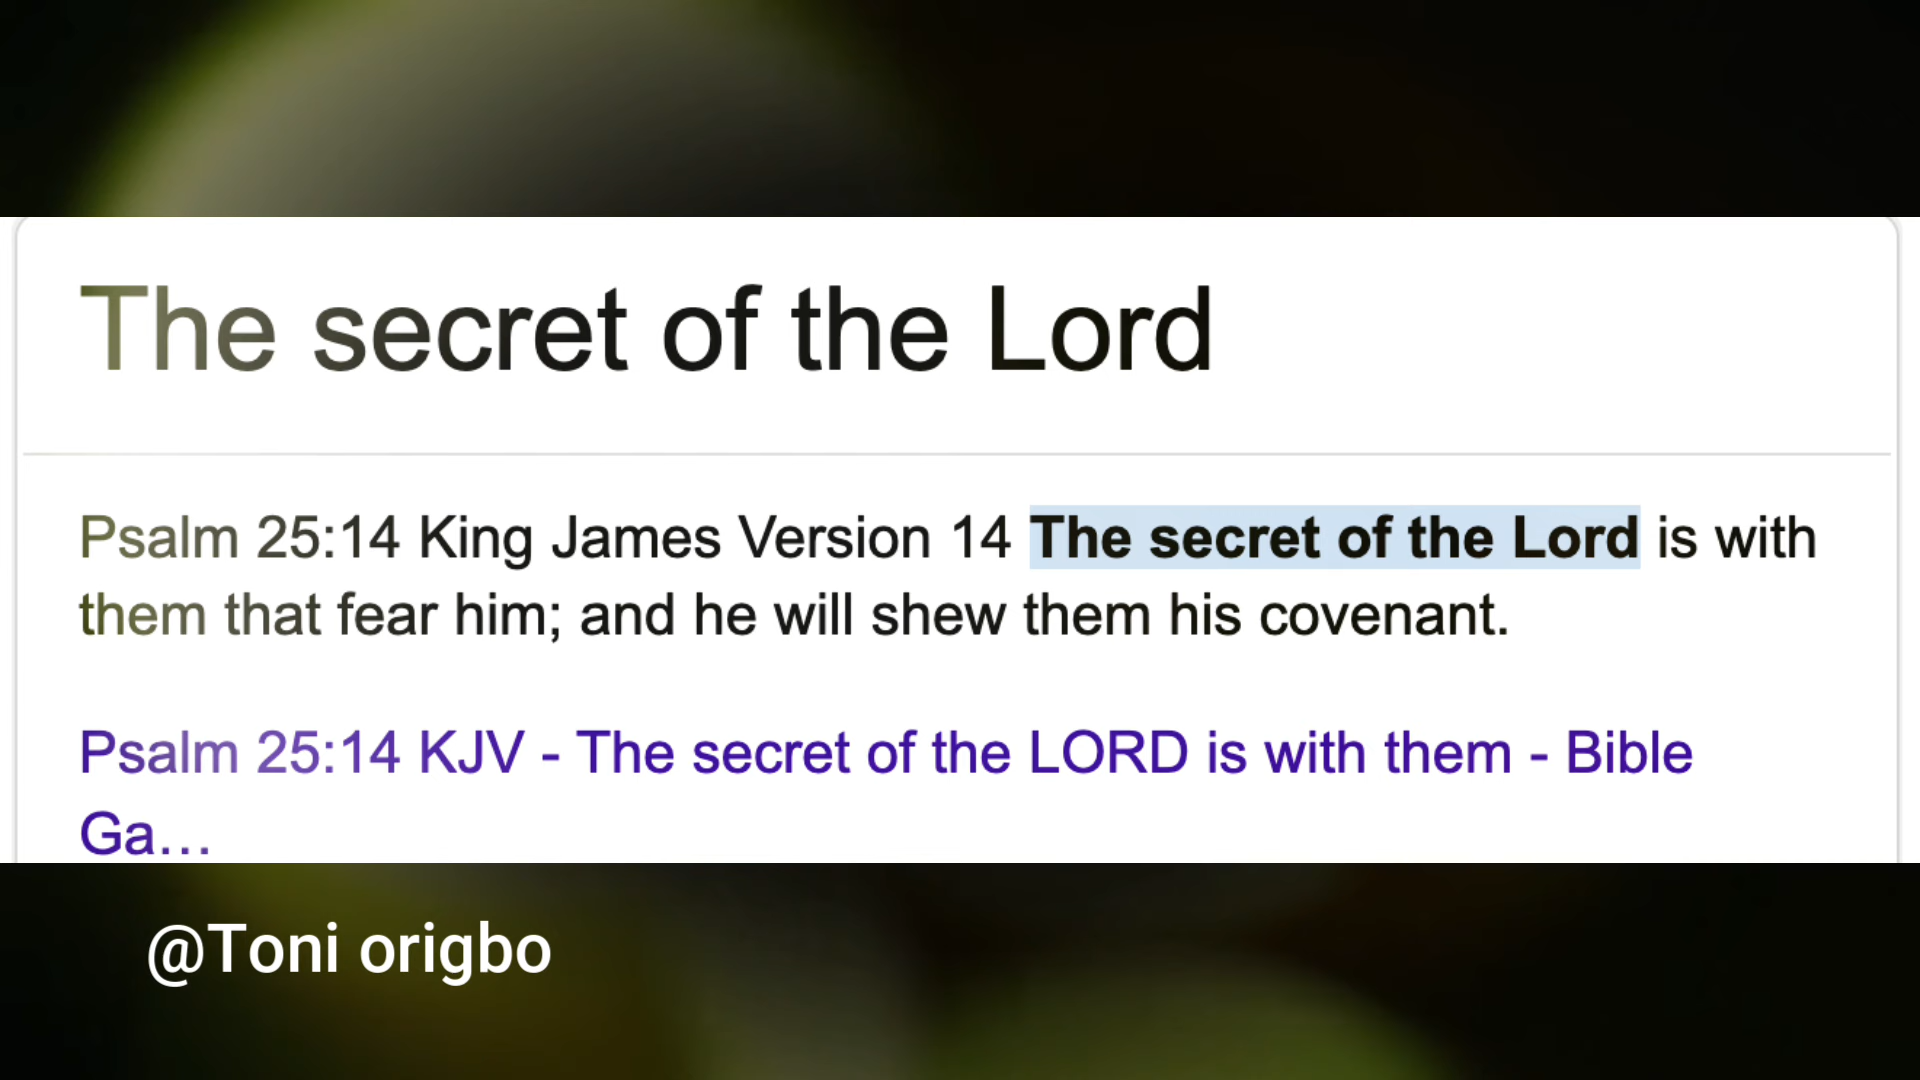 The secret of the Lord
Psalm 25:14 King James Version 14 The secret of the Lord is with
them that fear him; and he will shew them his covenant.
Psalm 25:14 KJV - The secret of the LORD is with them - Bible
Ga...
@Toni origbo